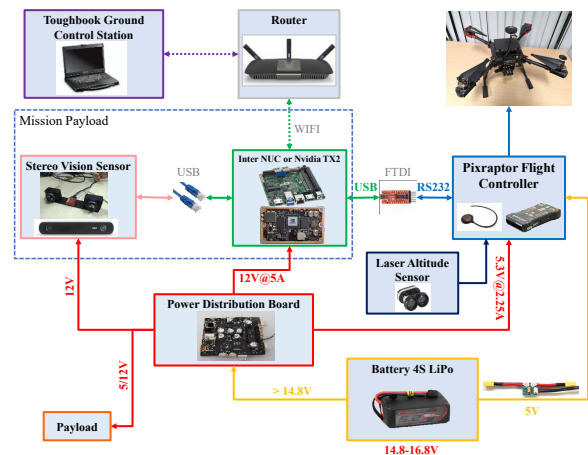 Toughbook Ground
Control Station
Router
Mission Payload
WIFI
Stereo Vision Sensor
USB
Inter NUC or Nvidia TX2
USB
FTDI
RS232
Pixraptor Flight
Controller
12V
12V@5A
Laser Altitude
Sensor
5.3V@2.25A
Power Distribution Board
5/12V
> 14.8V
Battery 4S LiPo
5V
Payload
14.8-16.8V